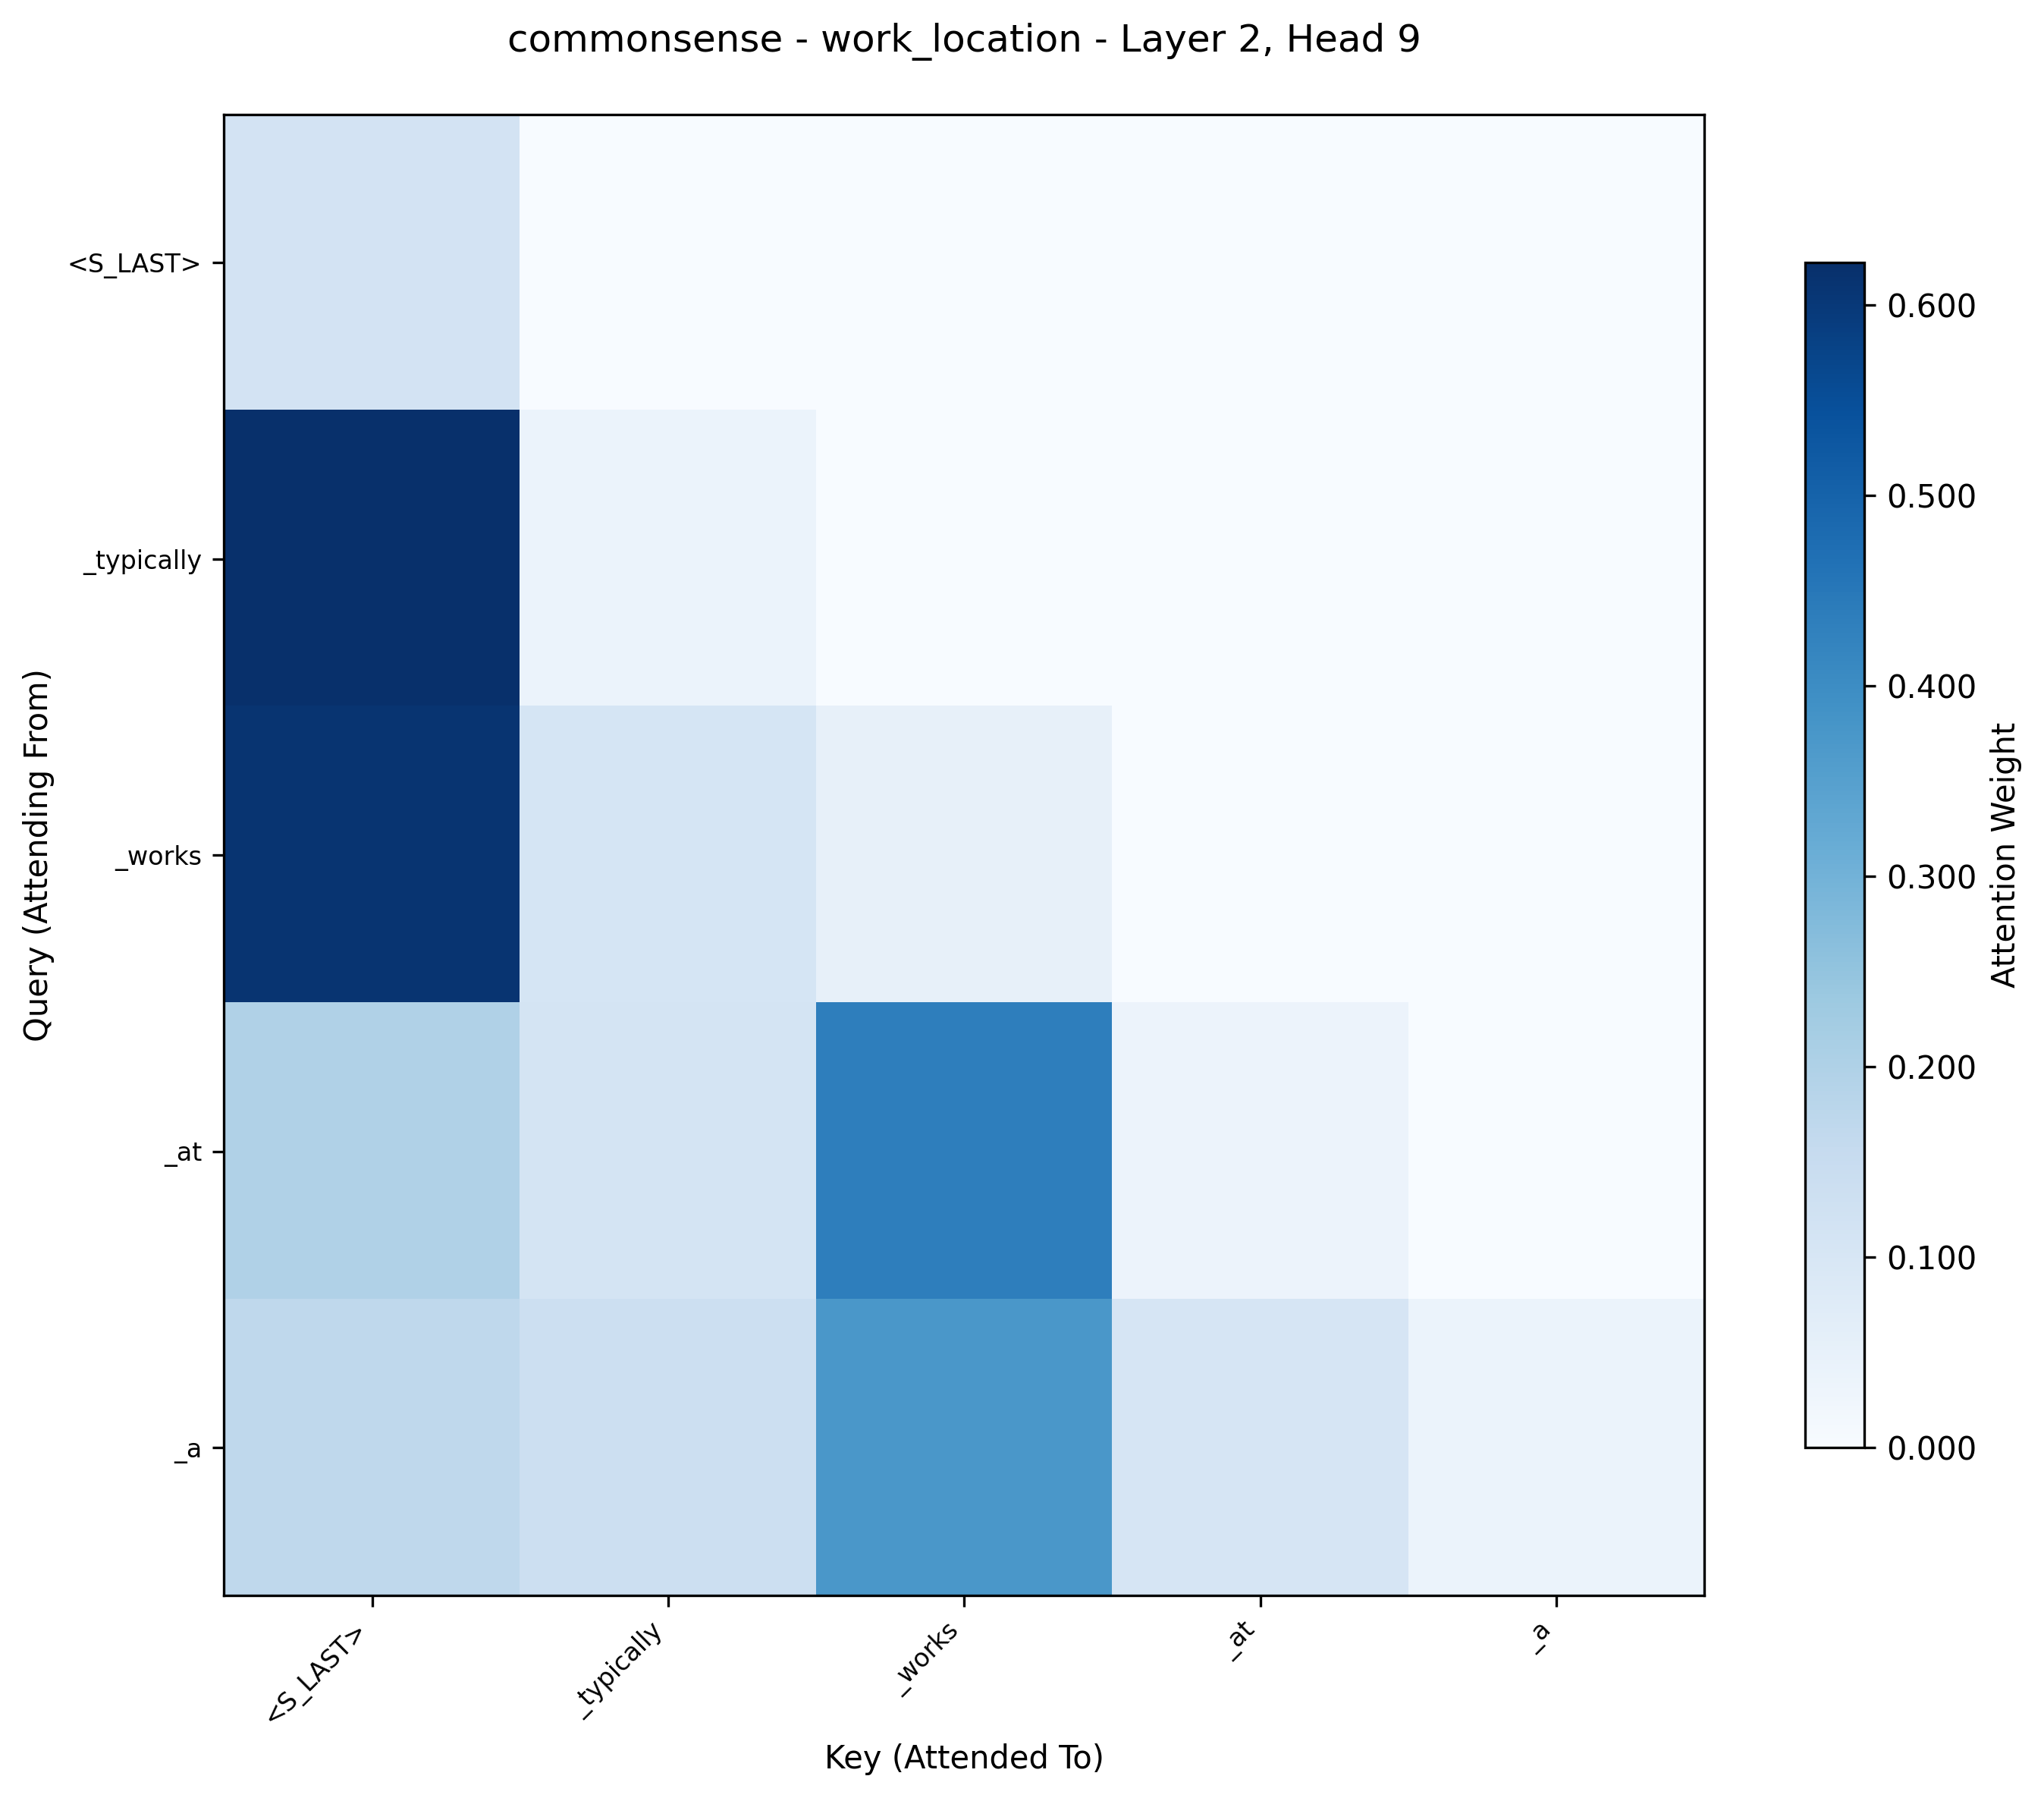 commonsense - work_location - Layer 2, Head 9
Query (Attending From)
<S_LAST>
_typically
_works
_at
_a
<S_LAST>
_typically
_works
_at
_a
Key (Attended To)
0.600
0.500
0.400
0.300
0.200
0.100
0.000
Attention Weight